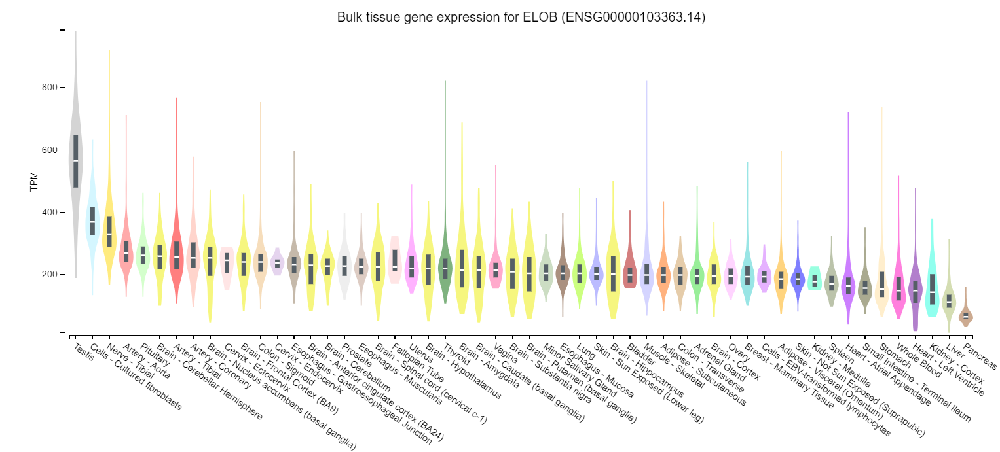 Bulk tissue gene expression for ELOB (ENSG00000103363.14)
800
600
400
200
TPM
Testis
Cells - Cultured fibroblasts
Nerve - Tibial
Artery - Aorta
Pituitary
Brain - Cerebellar Hemisphere
Artery - Tibial
Artery - Coronary
Brain - Nucleus accumbens (basal ganglia)
Cervix - Ectocervix
Brain - Frontal Cortex (BA9)
Colon - Sigmoid
Cervix - Endocervix
Esophagus - Gastroesophageal Junction
Brain - Anterior cingulate cortex (BA24)
Brain - Cerebellum
Prostate
Esophagus - Muscularis
Brain - Spinal cord (cervical c-1)
Fallopian Tube
Uterus
Brain - Hypothalamus
Thyroid
Brain - Amygdala
Brain - Caudate (basal ganglia)
Vagina
Brain - Substantia nigra
Brain - Putamen (basal ganglia)
Minor Salivary Gland
Esophagus - Mucosa
Lung
Skin - Sun Exposed (Lower leg)
Brain - Hippocampus
Bladder
Muscle - Skeletal
Adipose - Subcutaneous
Colon - Transverse
Adrenal Gland
Brain - Cortex
Ovary
Breast - Mammary Tissue
Cells - EBV-transformed lymphocytes
Adipose - Visceral (Omentum)
Skin - Not Sun Exposed (Suprapubic)
Kidney - Medulla
Spleen
Heart - Atrial Appendage
Small Intestine - Terminal Ileum
Stomach
Whole Blood
Heart - Left Ventricle
Kidney - Cortex
Liver
Pancreas